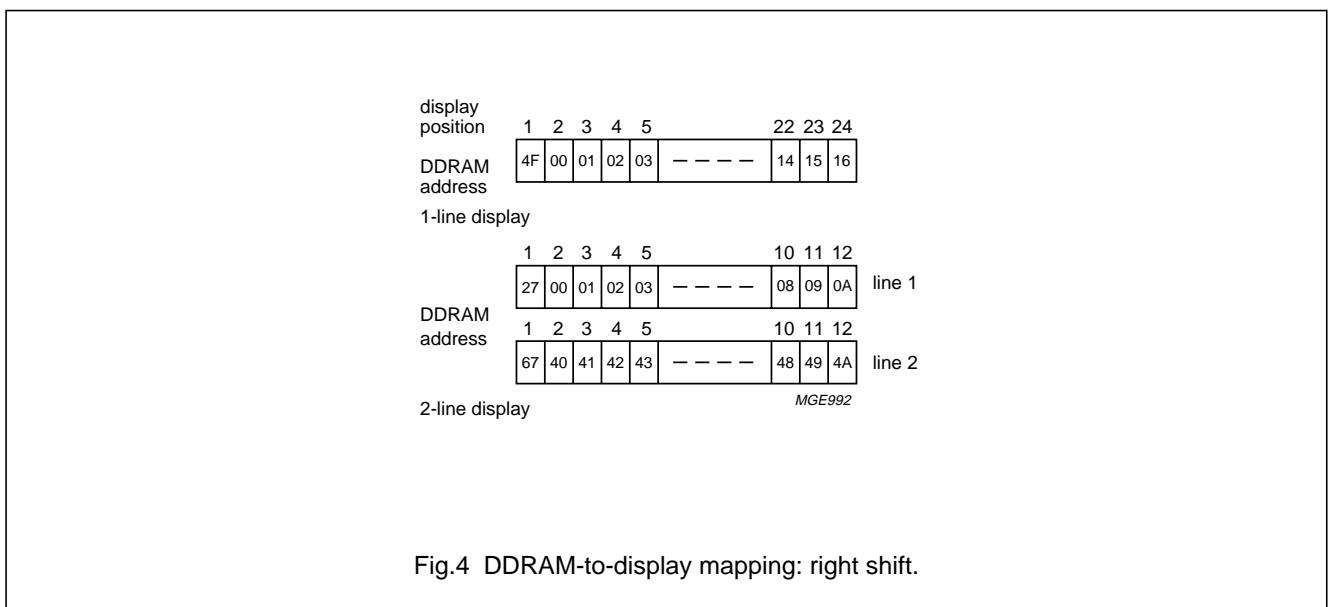 display
position 1 2 3 4 5 22 23 24
DDRAM
address 4F 00 01 02 03 – – – – 14 15 16
1-line display
1 2 3 4 5 10 11 12
27 00 01 02 03 – – – – 08 09 0A line 1
DDRAM
address
1 2 3 4 5 10 11 12
67 40 41 42 43 – – – – 48 49 4A line 2
2-line display
MGE992
Fig.4 DDRAM-to-display mapping: right shift.